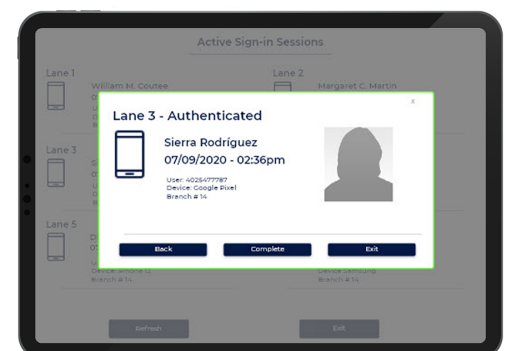 Active Sign-in Sessions
Lane 1
Lane 2
William M. Coutee
Margaret C. Martin
Lane 3 - Authenticated
x
Sierra Rodríguez
07/09/2020 - 02:36pm
User: 4025477787
Device: Google Pixel
Branch # 14
Back
Complete
Exit
Lane 3
Lane 5
Branch # 14
Device Samsung
Branch # 14
Refresh
Exit